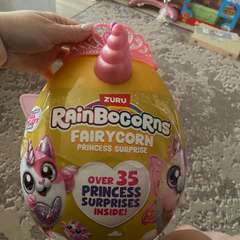 ZURU
RainBocoRns
FAIRYCORN
PRINCESS SURPRISE
OVER 35
PRINCESS
SURPRISES
INSIDE!